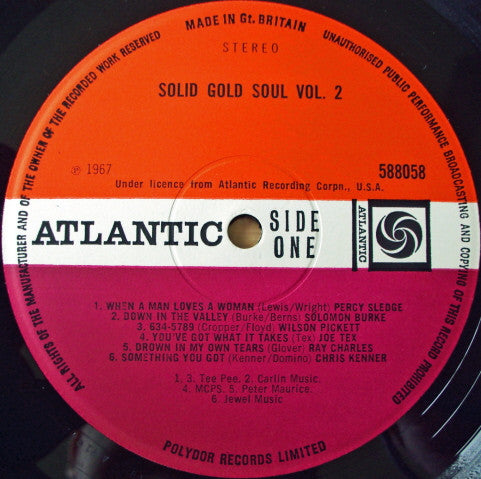 MADE IN Gt. BRITAIN
ALL RIGHTS OF THE MANUFACTURER AND OF THE OWNER OF THE RECORDED WORK RESERVED
UNAUTHORISED PUBLIC PERFORMANCE BROADCASTING AND COPYING OF THIS RECORD PROHIBITED
STEREO
SOLID GOLD SOUL VOL. 2
℗ 1967
588058
Under licence from Atlantic Recording Corpn., U.S.A.
ATLANTIC
SIDE
ONE
ATLANTIC
1. WHEN A MAN LOVES A WOMAN (Lewis/Wright) PERCY SLEDGE
2. DOWN IN THE VALLEY (Burke/Berns) SOLOMON BURKE
3. 634-5789 (Cropper/Floyd) WILSON PICKETT
4. YOU'VE GOT WHAT IT TAKES (Tex) JOE TEX
5. DROWN IN MY OWN TEARS (Glover) RAY CHARLES
6. SOMETHING YOU GOT (Kenner/Domino) CHRIS KENNER
1. 3. Tee Pee. 2. Carlin Music.
4. MCPS. 5. Peter Maurice.
6. Jewel Music
POLYDOR RECORDS LIMITED